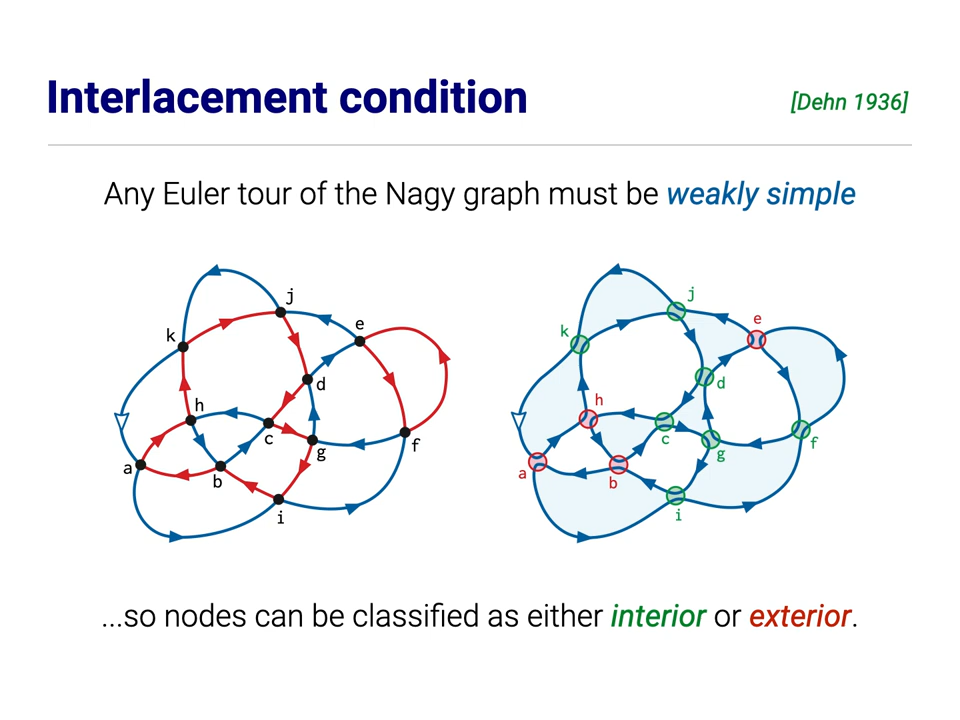 Interlacement condition
[Dehn 1936]
Any Euler tour of the Nagy graph must be weakly simple
j
e
k
d
h
c
g
f
a
b
i
j
e
k
d
h
c
g
f
a
b
i
...so nodes can be classified as either interior or exterior.